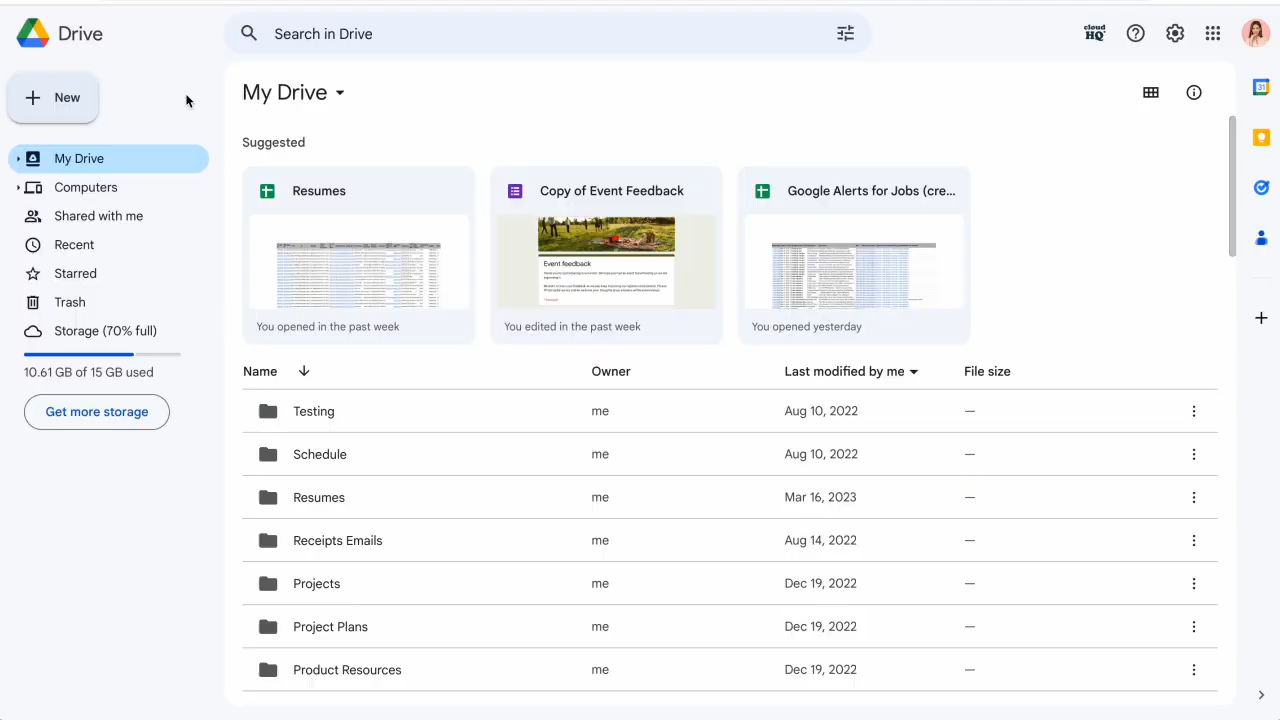 Drive
Search in Drive
cloud
HQ
New
My Drive
Computers
Shared with me
Recent
Starred
Trash
Storage (70% full)
10.61 GB of 15 GB used
Get more storage
My Drive
Suggested
Resumes
You opened in the past week
Copy of Event Feedback
Event feedback
You edited in the past week
Google Alerts for Jobs (cre...
You opened yesterday
Name Owner Last modified by me File size
Testing me Aug 10, 2022 —
Schedule me Aug 10, 2022 —
Resumes me Mar 16, 2023 —
Receipts Emails me Aug 14, 2022 —
Projects me Dec 19, 2022 —
Project Plans me Dec 19, 2022 —
Product Resources me Dec 19, 2022 —
31